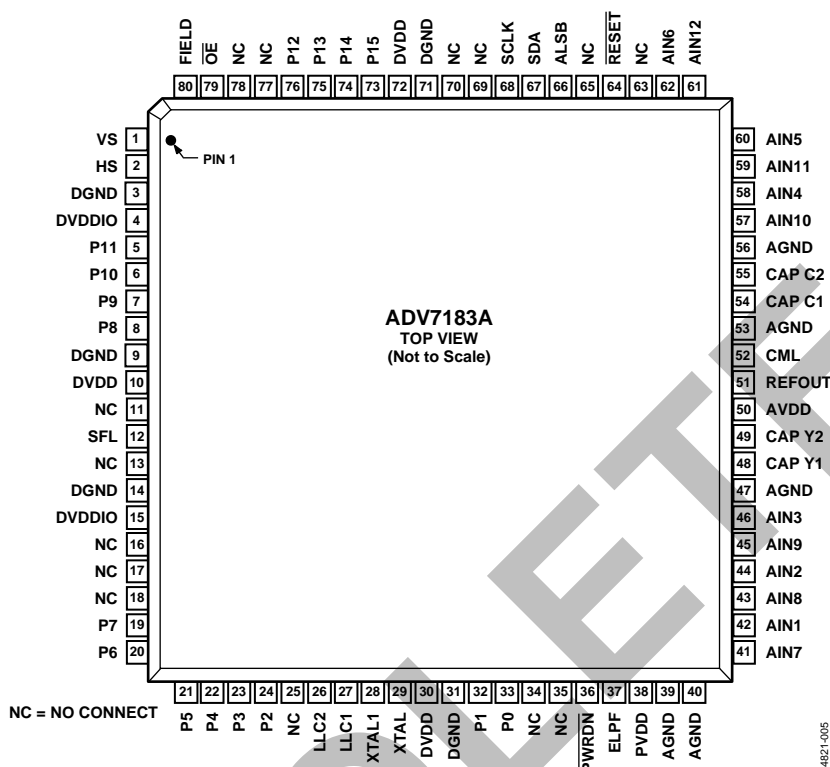 FIELD
OE
NC
NC
P12
P13
P14
P15
DVDD
DGND
NC
NC
SCLK
SDA
ALSB
NC
RESET
NC
AIN6
AIN12
80 79 78 77 76 75 74 73 72 71 70 69 68 67 66 65 64 63 62 61
VS 1
HS 2
DGND 3
DVDDIO 4
P11 5
P10 6
P9 7
P8 8
DGND 9
DVDD 10
NC 11
SFL 12
NC 13
DGND 14
DVDDIO 15
NC 16
NC 17
NC 18
P7 19
P6 20
PIN 1
ADV7183A
TOP VIEW
(Not to Scale)
60 AIN5
59 AIN11
58 AIN4
57 AIN10
56 AGND
55 CAP C2
54 CAP C1
53 AGND
52 CML
51 REFOUT
50 AVDD
49 CAP Y2
48 CAP Y1
47 AGND
46 AIN3
45 AIN9
44 AIN2
43 AIN8
42 AIN1
41 AIN7
21 22 23 24 25 26 27 28 29 30 31 32 33 34 35 36 37 38 39 40
P5
P4
P3
P2
NC
LLC2
LLC1
XTAL1
XTAL
DVDD
DGND
P1
P0
NC
NC
PWRDN
ELPF
PVDD
AGND
AGND
NC = NO CONNECT
4821-005